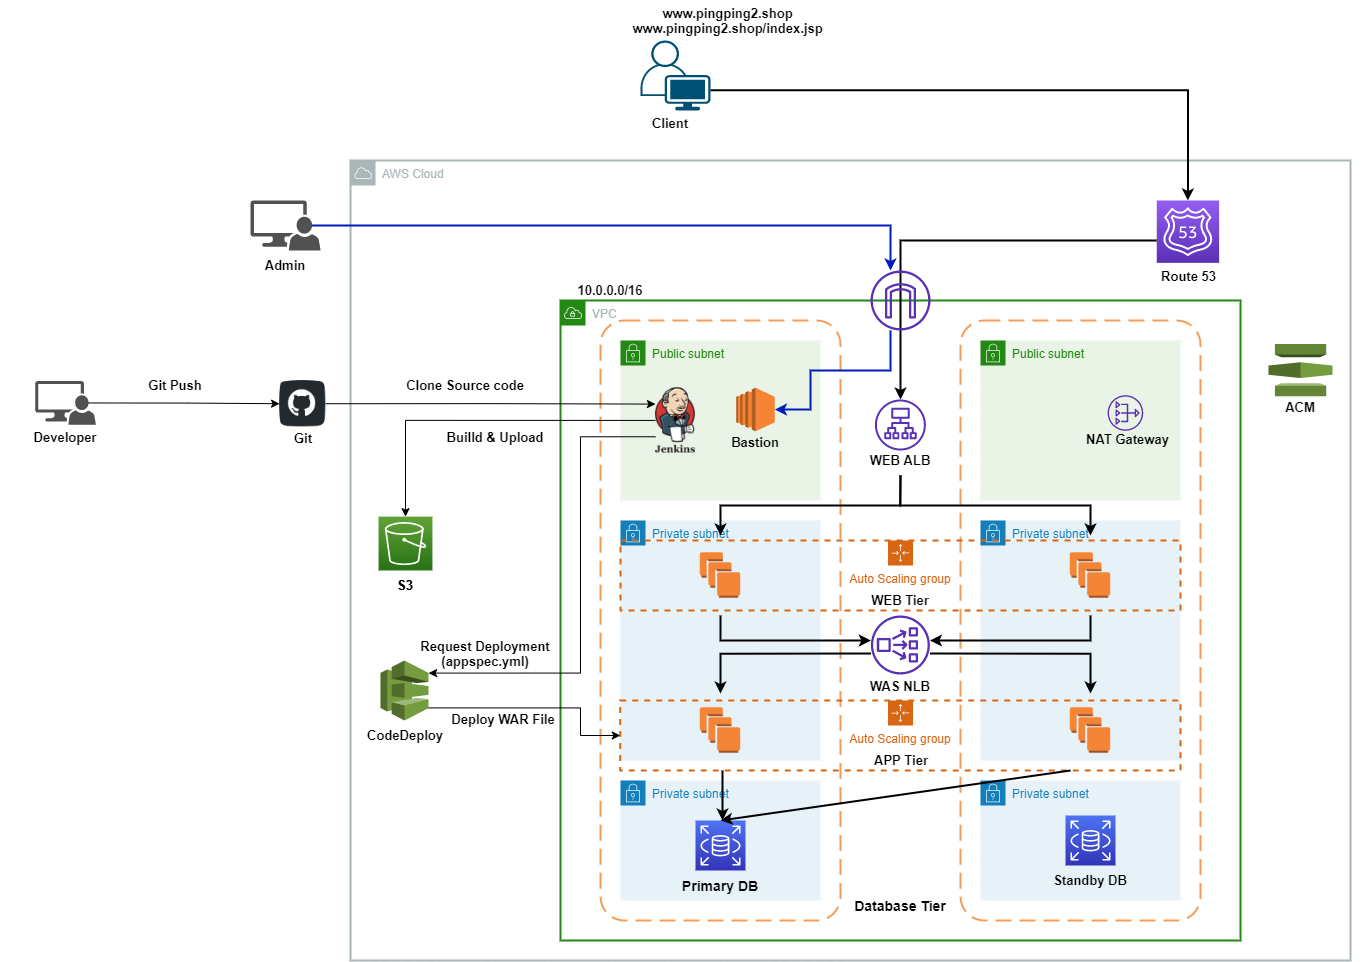 www.pingping2.shop
www.pingping2.shop/index.jsp
Client
AWS Cloud
Admin
53
Route 53
10.0.0.0/16
VPC
Public subnet
Public subnet
Developer
Git Push
Git
Clone Source code
Builld & Upload
Jenkins
Bastion
WEB ALB
NAT Gateway
ACM
S3
Private subnet
Private subnet
Auto Scaling group
WEB Tier
Request Deployment
(appspec.yml)
WAS NLB
CodeDeploy
Deploy WAR File
Auto Scaling group
APP Tier
Private subnet
Private subnet
Primary DB
Standby DB
Database Tier